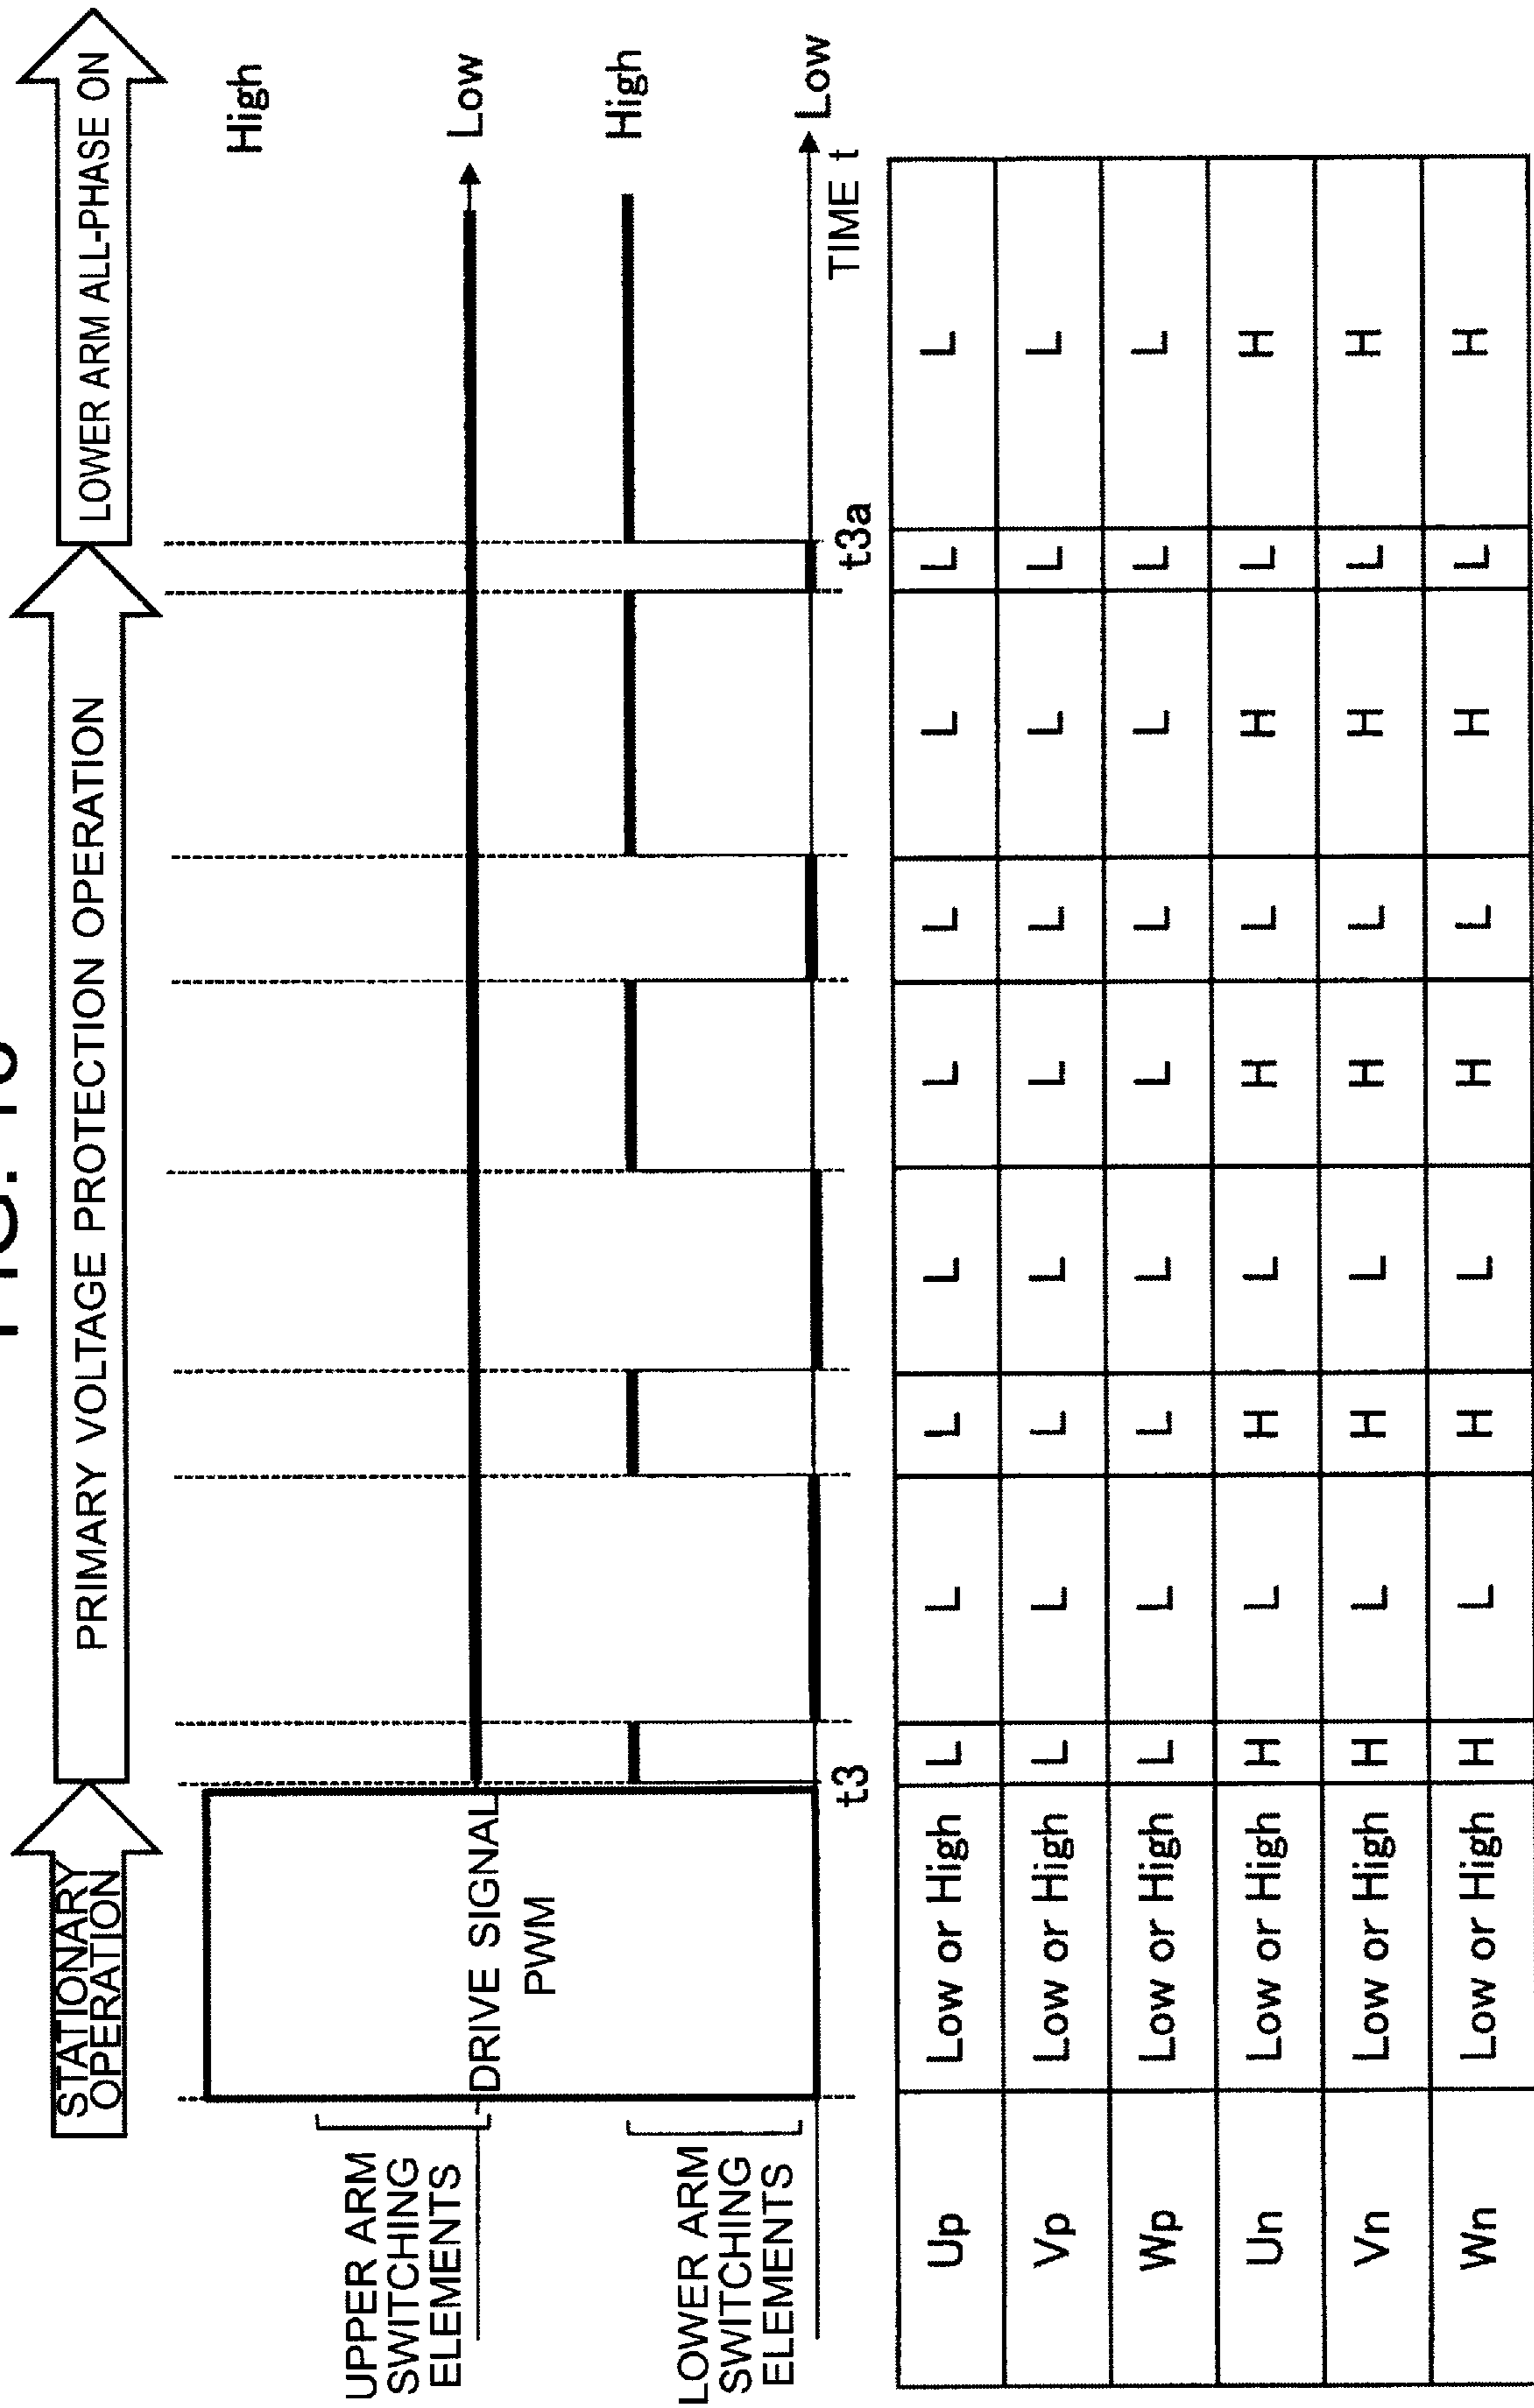 STATIONARY
OPERATION
PRIMARY VOLTAGE PROTECTION OPERATION
LOWER ARM ALL-PHASE ON
UPPER ARM
SWITCHING
ELEMENTS
High
Low
DRIVE SIGNAL
PWM
LOWER ARM
SWITCHING
ELEMENTS
High
Low
t3
t3a
TIME t
Up Low or High L L L L L L L L L
Vp Low or High L L L L L L L L L
Wp Low or High L L L L L L L L L
Un Low or High H L H L H L H L H
Vn Low or High H L H L H L H L H
Wn Low or High H L H L H L H L H